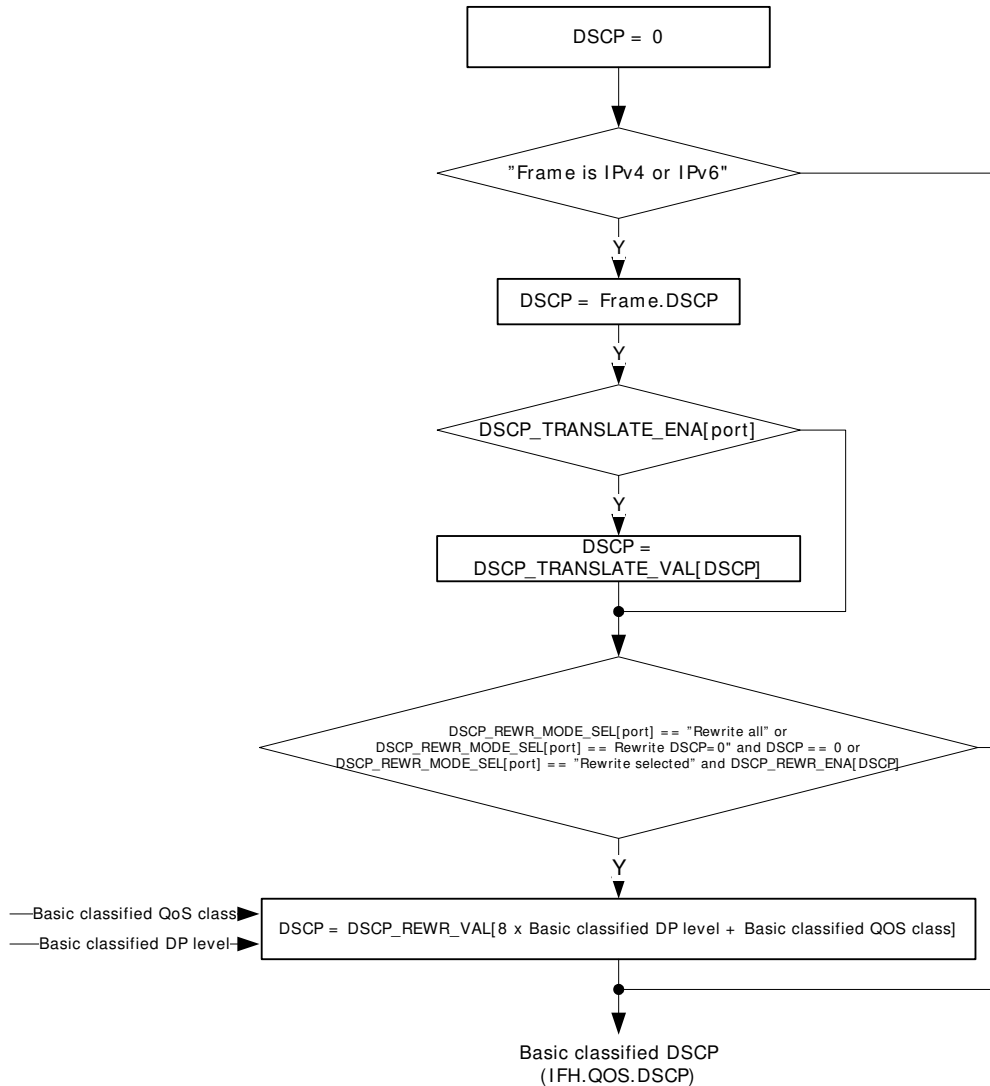 DSCP = 0
"Frame is IPv4 or IPv6"
Y
DSCP = Frame.DSCP
Y
DSCP_TRANSLATE_ENA[port]
Y
DSCP =
DSCP_TRANSLATE_VAL[DSCP]
DSCP_REWR_MODE_SEL[port] == "Rewrite all" or
DSCP_REWR_MODE_SEL[port] == Rewrite DSCP=0" and DSCP == 0 or
DSCP_REWR_MODE_SEL[port] == "Rewrite selected" and DSCP_REWR_ENA[DSCP]
Y
Basic classified QoS class
Basic classified DP level
DSCP = DSCP_REWR_VAL[8 x Basic classified DP level + Basic classified QOS class]
Basic classified DSCP
(IFH.QOS.DSCP)